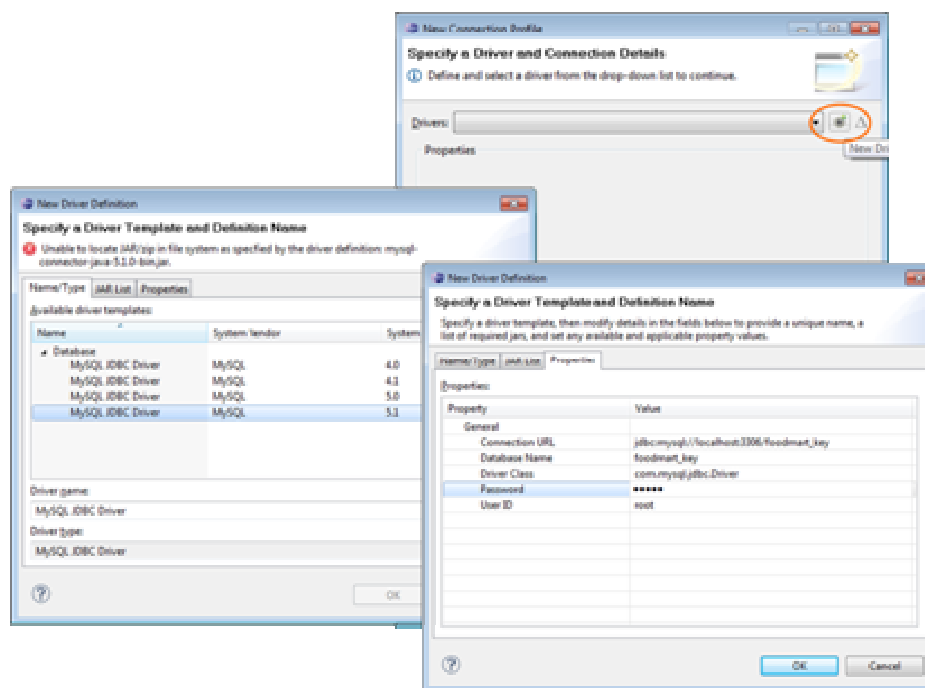 New Connection Profile
Specify a Driver and Connection Details
Define and select a driver from the drop-down list to continue.
Drivers:
New Dri
Properties
New Driver Definition
Specify a Driver Template and Definition Name
Unable to locate JAR/zip in file system as specified by the driver definition: mysql-
connector-java-5.1.0-bin.jar.
Name/Type JAR List Properties
Available driver templates:
Name System Vendor System
Database
MySQL JDBC Driver MySQL 4.0
MySQL JDBC Driver MySQL 4.1
MySQL JDBC Driver MySQL 5.0
MySQL JDBC Driver MySQL 5.1
Driver name:
MySQL JDBC Driver
Driver type:
MySQL JDBC Driver
OK
New Driver Definition
Specify a Driver Template and Definition Name
Specify a driver template, then modify details in the fields below to provide a unique name, a
list of required jars, and set any available and applicable property values.
Name/Type JAR List Properties
Properties:
Property Value
General
Connection URL jdbc:mysql://localhost:3306/foodmart_key
Database Name foodmart_key
Driver Class com.mysql.jdbc.Driver
Password •••••
User ID root
OK Cancel